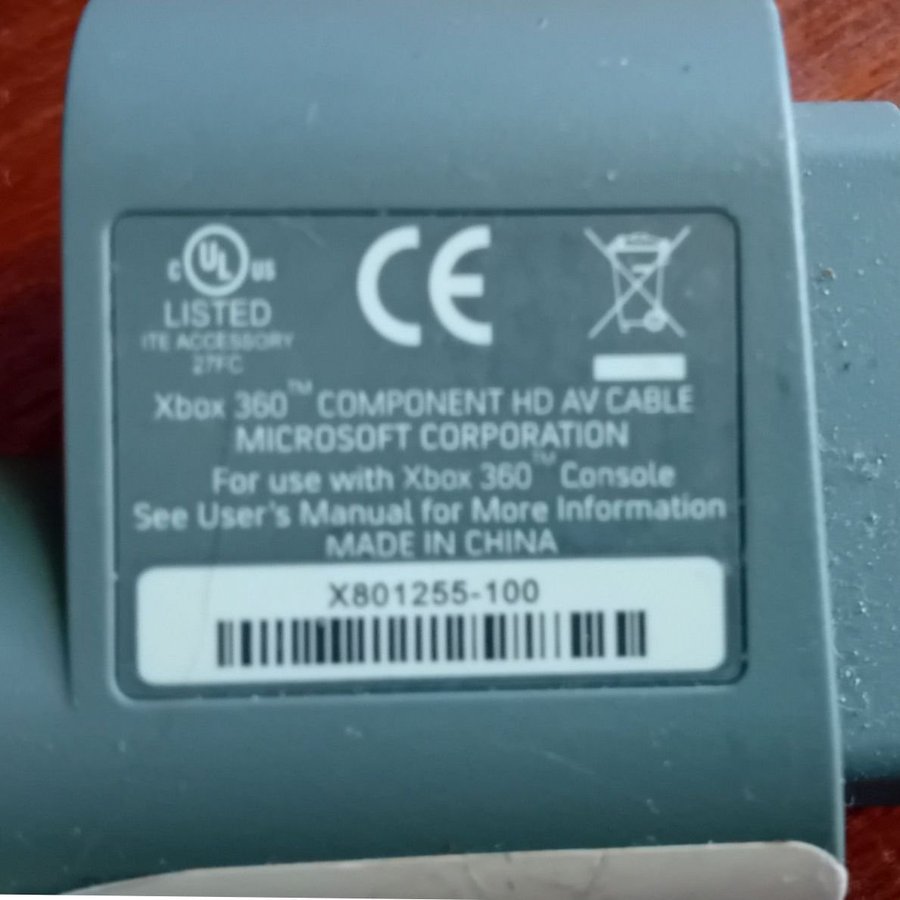 C UL US
CE
LISTED
ITE ACCESSORY
27FC
Xbox 360™ COMPONENT HD AV CABLE
MICROSOFT CORPORATION
For use with Xbox 360™ Console
See User's Manual for More Information
MADE IN CHINA
X801255-100